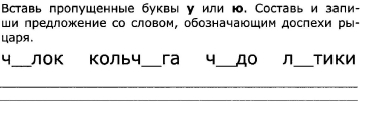 Вставь пропущенные буквы у или ю. Составь и запи-
ши предложение со словом, обозначающим доспехи ры-
царя.
ч__лок кольч__га ч__до л__тики